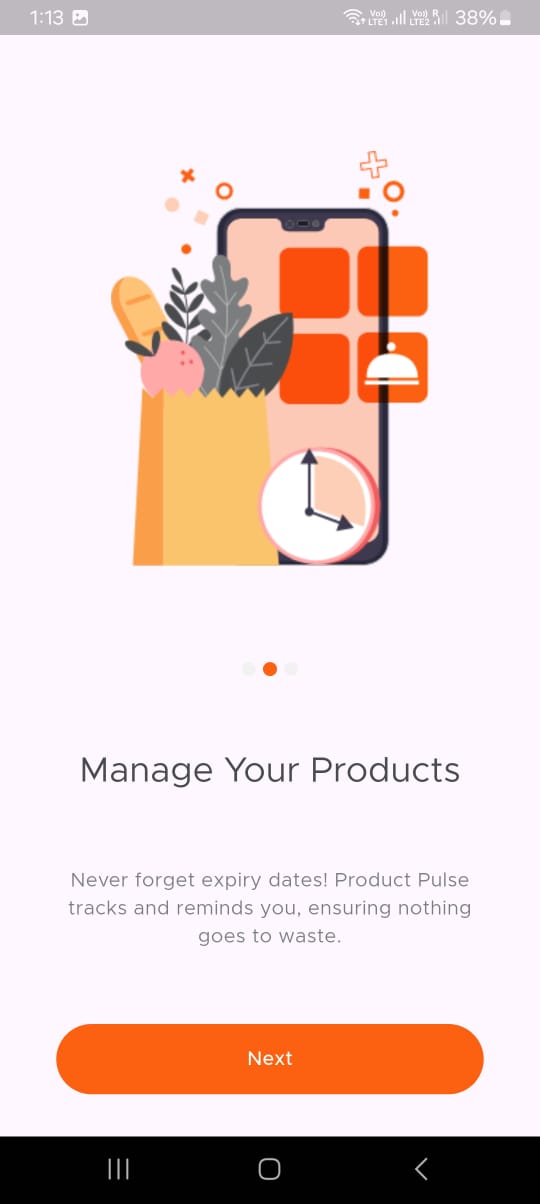 1:13 Vo)) LTE1 Vo)) LTE2 R 38%
Manage Your Products
Never forget expiry dates! Product Pulse
tracks and reminds you, ensuring nothing
goes to waste.
Next